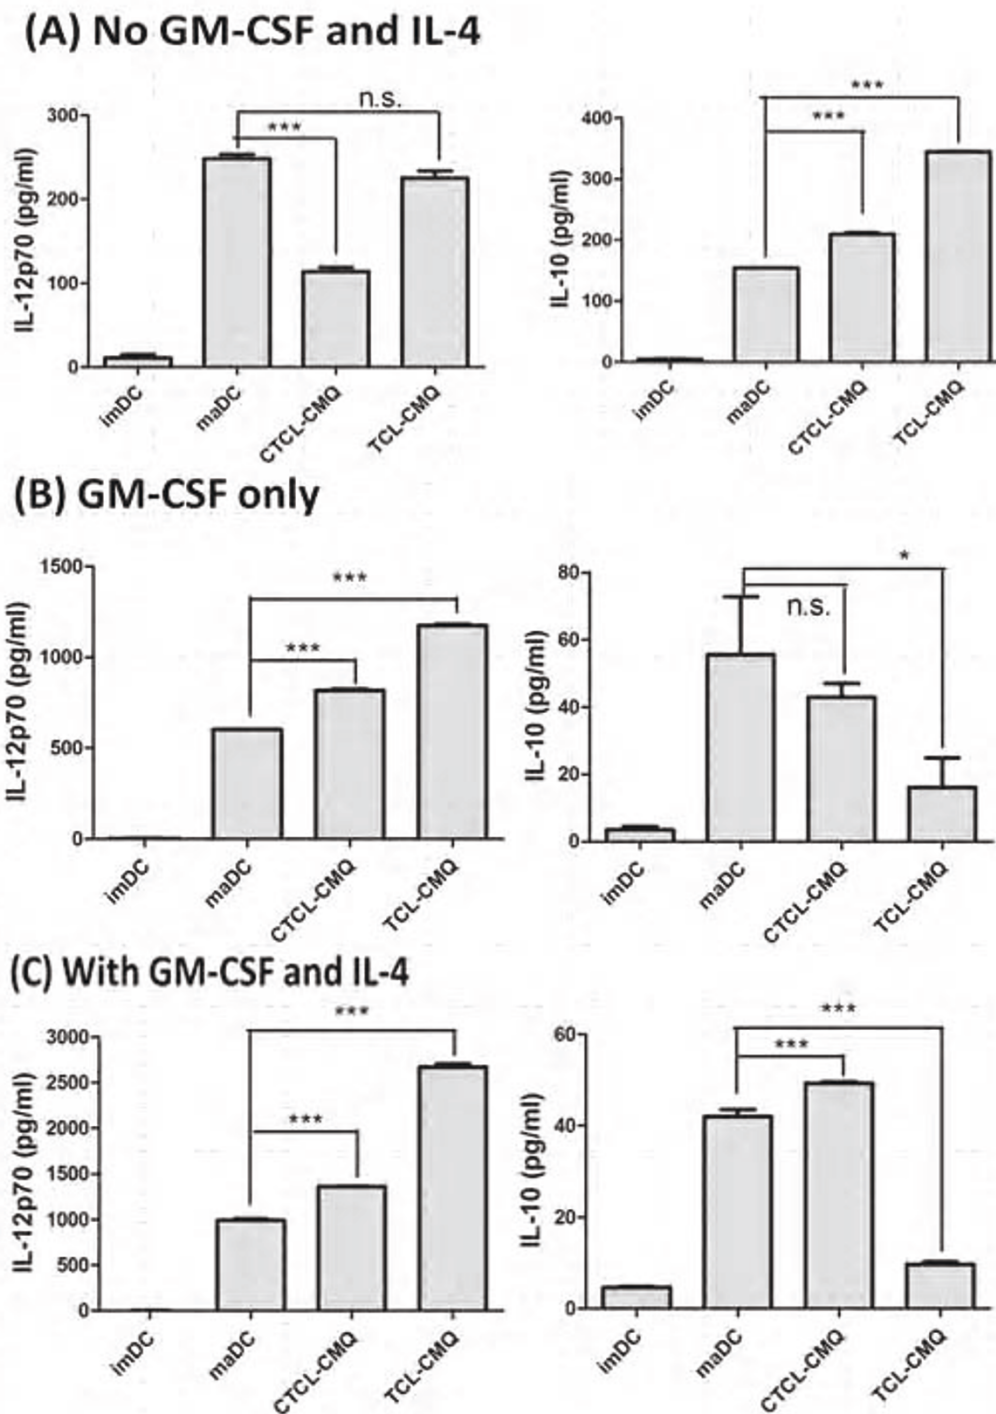 (A) No GM-CSF and IL-4
n.s.
***
300
200
100
0
IL-12p70 (pg/ml)
imDC
maDC
CTCL-CMQ
TCL-CMQ
***
***
400
300
200
100
0
IL-10 (pg/ml)
imDC
maDC
CTCL-CMQ
TCL-CMQ
(B) GM-CSF only
***
***
1500
1000
500
0
IL-12p70 (pg/ml)
imDC
maDC
CTCL-CMQ
TCL-CMQ
*
n.s.
80
60
40
20
0
IL-10 (pg/ml)
imDC
maDC
CTCL-CMQ
TCL-CMQ
(C) With GM-CSF and IL-4
***
***
3000
2500
2000
1500
1000
500
0
IL-12p70 (pg/ml)
imDC
maDC
CTCL-CMQ
TCL-CMQ
***
***
60
40
20
0
IL-10 (pg/ml)
imDC
maDC
CTCL-CMQ
TCL-CMQ